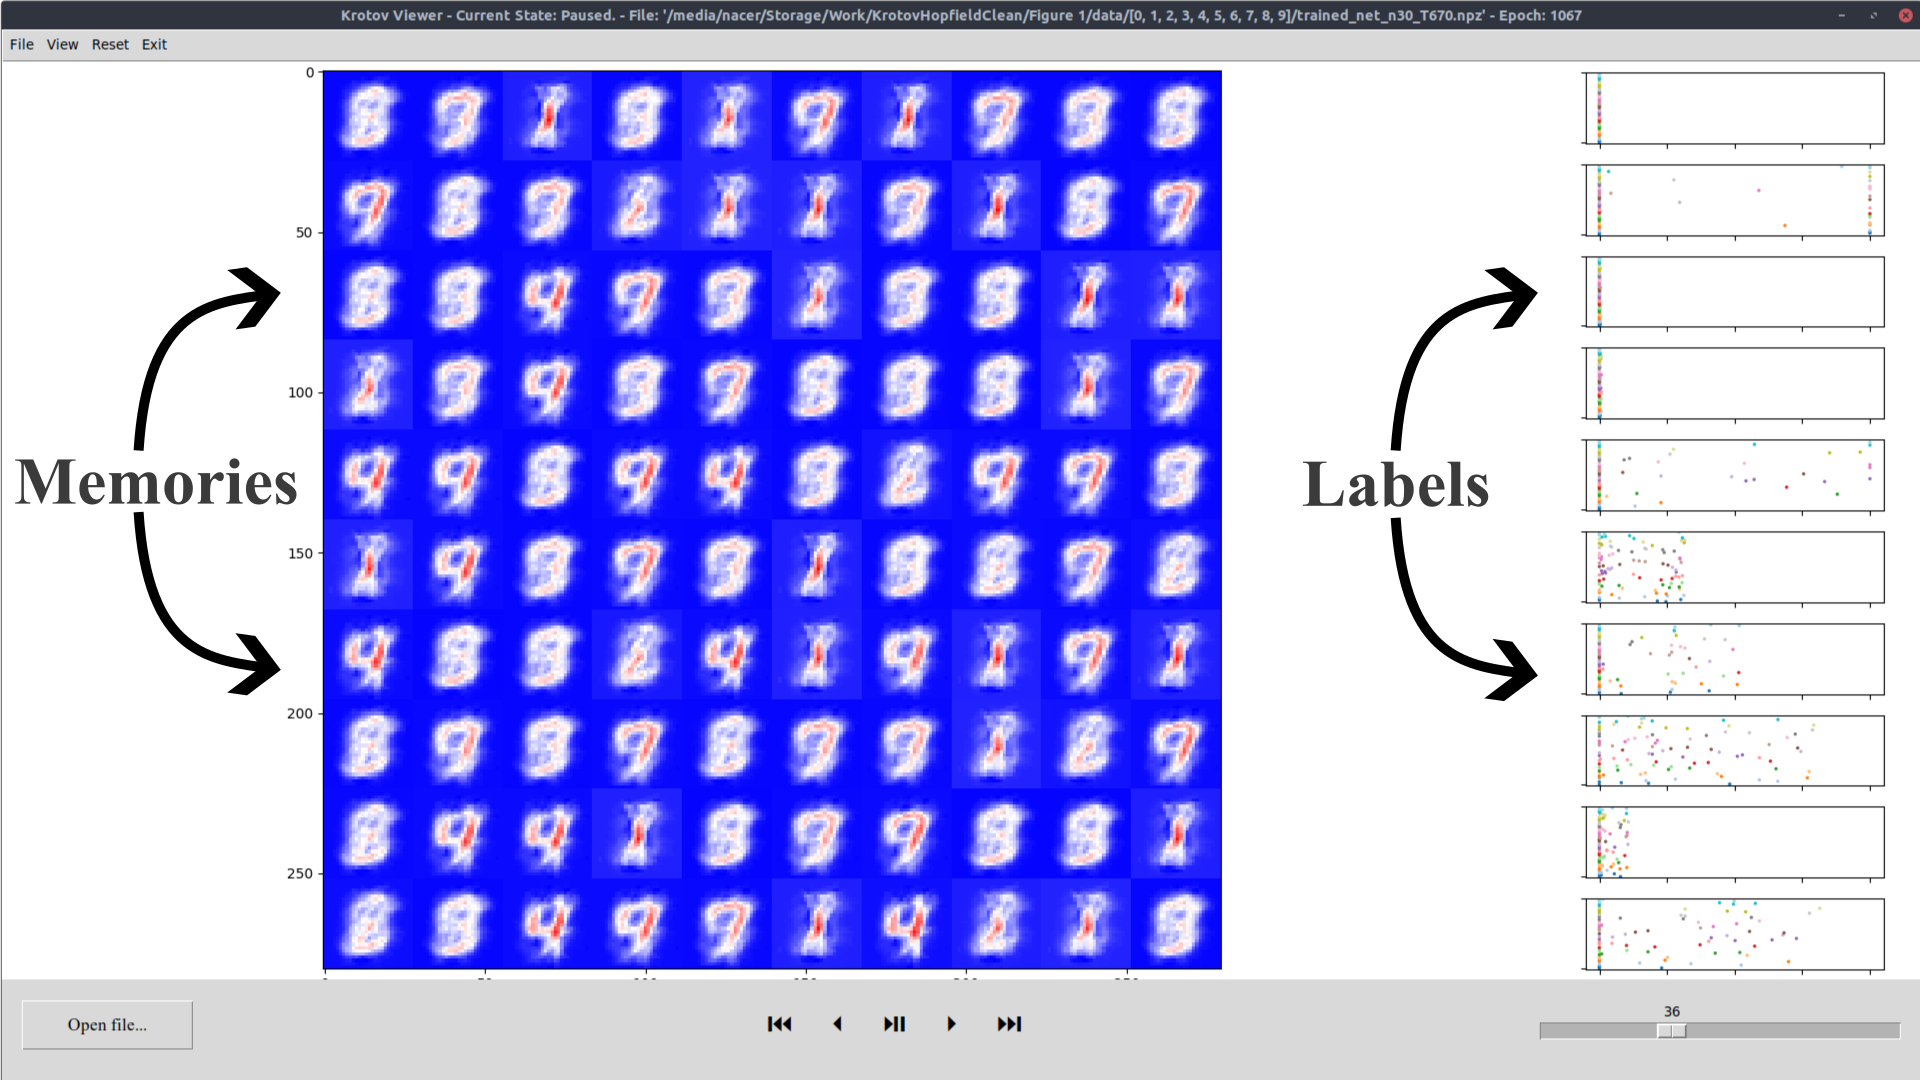 Krotov Viewer - Current State: Paused. - File: '/media/nacer/Storage/Work/KrotovHopfieldClean/Figure 1/data/[0, 1, 2, 3, 4, 5, 6, 7, 8, 9]/trained_net_n30_T670.npz' - Epoch: 1067
File View Reset Exit
0
50
100
150
200
250
Memories
Labels
Open file...
36